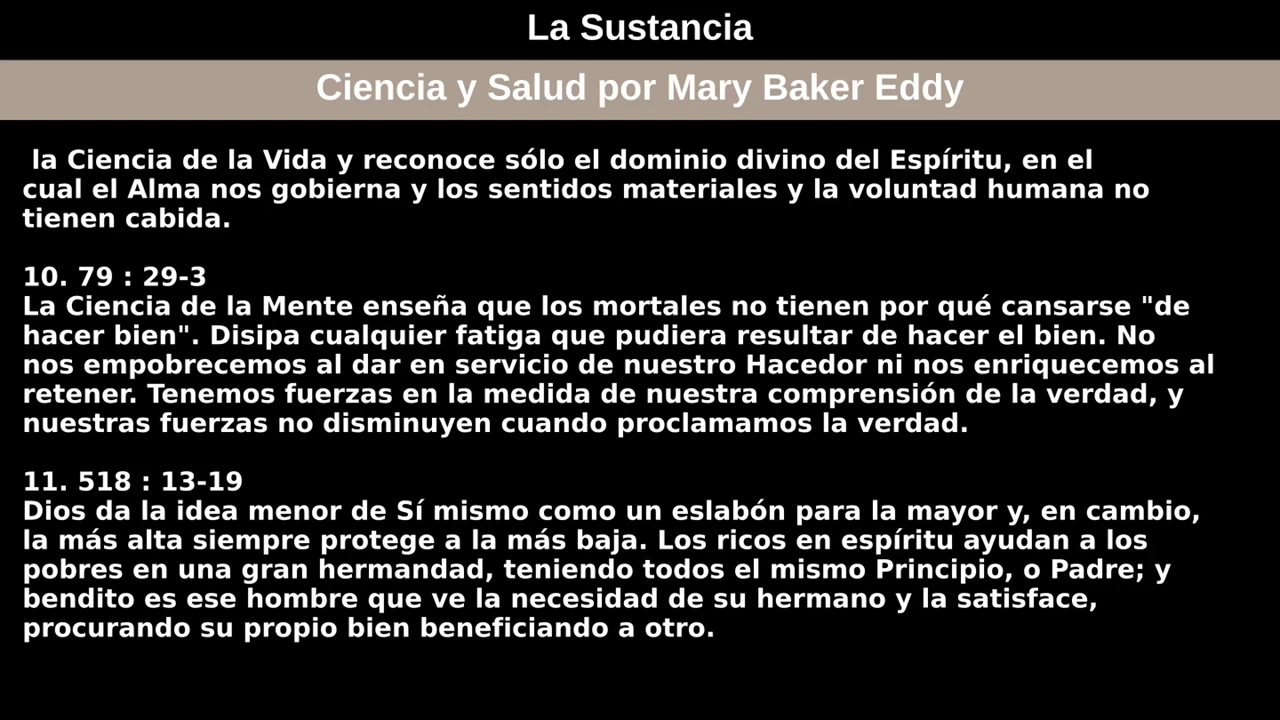 La Sustancia
Ciencia y Salud por Mary Baker Eddy
la Ciencia de la Vida y reconoce sólo el dominio divino del Espíritu, en el
cual el Alma nos gobierna y los sentidos materiales y la voluntad humana no
tienen cabida.
10. 79 : 29-3
La Ciencia de la Mente enseña que los mortales no tienen por qué cansarse "de
hacer bien". Disipa cualquier fatiga que pudiera resultar de hacer el bien. No
nos empobrecemos al dar en servicio de nuestro Hacedor ni nos enriquecemos al
retener. Tenemos fuerzas en la medida de nuestra comprensión de la verdad, y
nuestras fuerzas no disminuyen cuando proclamamos la verdad.
11. 518 : 13-19
Dios da la idea menor de Sí mismo como un eslabón para la mayor y, en cambio,
la más alta siempre protege a la más baja. Los ricos en espíritu ayudan a los
pobres en una gran hermandad, teniendo todos el mismo Principio, o Padre; y
bendito es ese hombre que ve la necesidad de su hermano y la satisface,
procurando su propio bien beneficiando a otro.